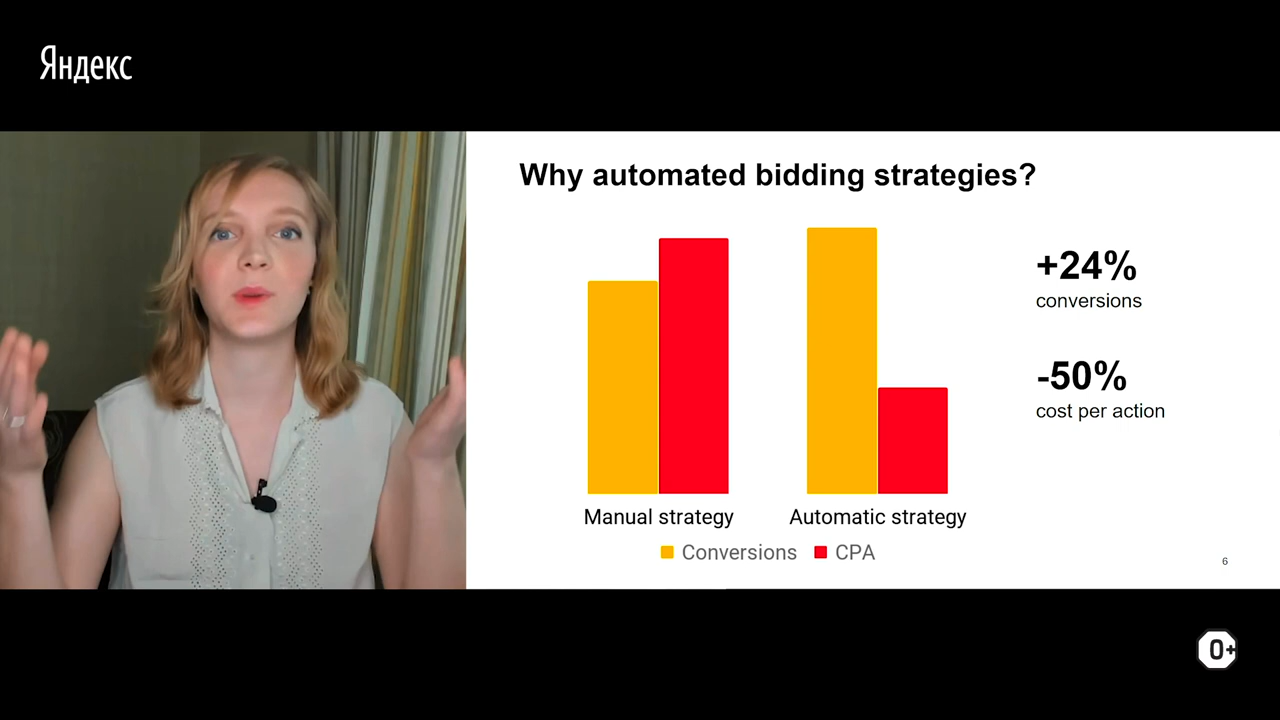 Яндекс
Why automated bidding strategies?
+24%
conversions
-50%
cost per action
Manual strategy
Automatic strategy
Conversions
CPA
6
0+